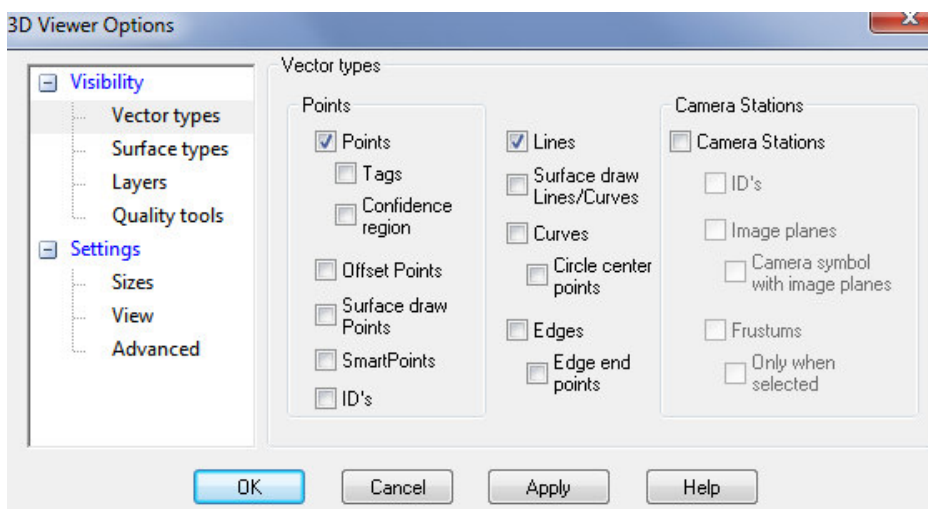 3D Viewer Options
Visibility
Vector types
Surface types
Layers
Quality tools
Settings
Sizes
View
Advanced
Vector types
Points
Points
Tags
Confidence
region
Offset Points
Surface draw
Points
SmartPoints
ID's
Lines
Surface draw
Lines/Curves
Curves
Circle center
points
Edges
Edge end
points
Camera Stations
Camera Stations
ID's
Image planes
Camera symbol
with image planes
Frustums
Only when
selected
OK
Cancel
Apply
Help